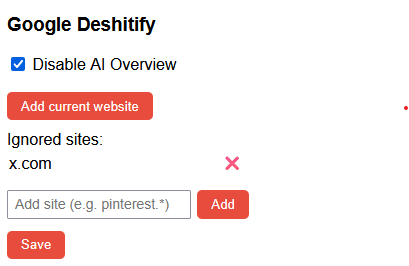 Google Deshitify
Disable AI Overview
Add current website
Ignored sites:
x.com
Add site (e.g. pinterest.*)
Add
Save